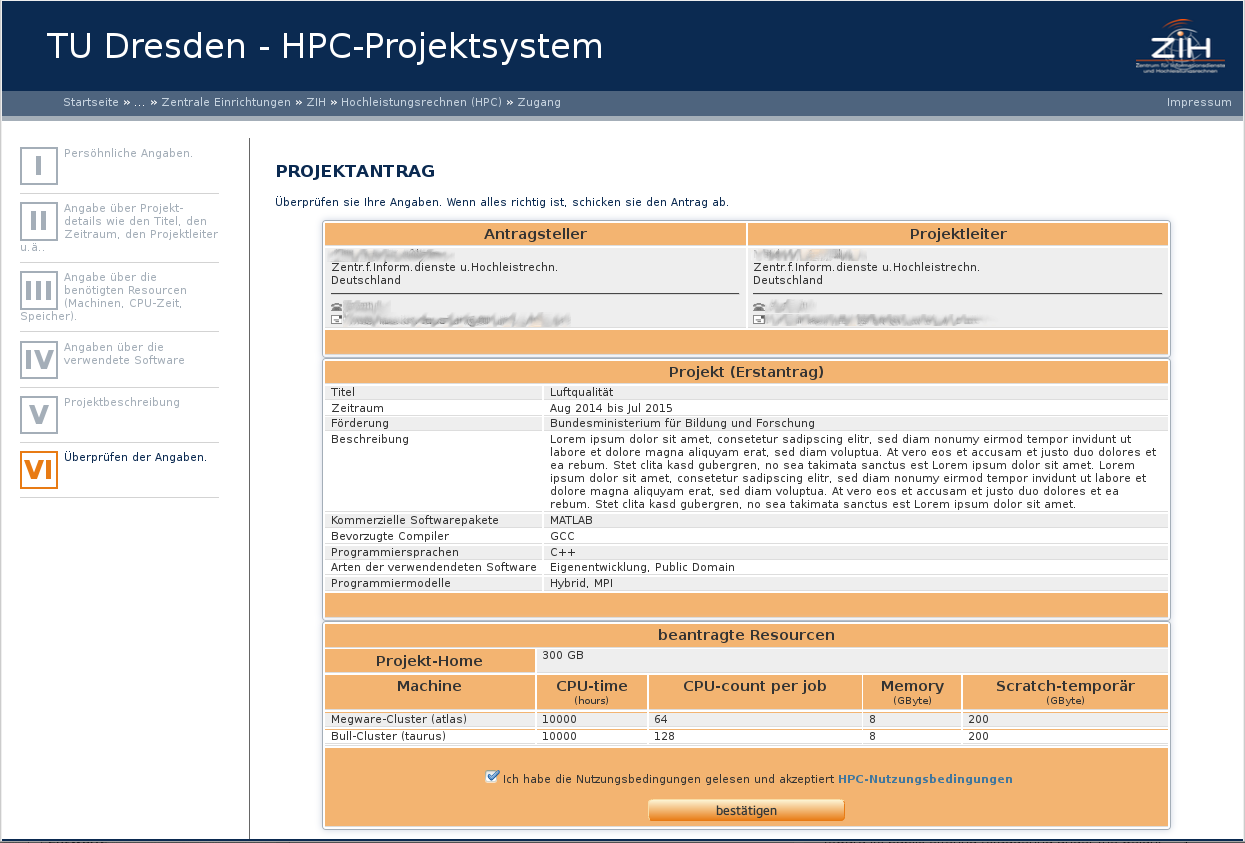 TU Dresden - HPC-Projektsystem
ZIH
Zentrum für Informationsdienste
und Hochleistungsrechnen
Startseite » ... » Zentrale Einrichtungen » ZIH » Hochleistungsrechnen (HPC) » Zugang
Impressum
I
Persöhnliche Angaben.
II
Angabe über Projekt-
details wie den Titel, den
Zeitraum, den Projektleiter
u.ä..
III
Angabe über die
benötigten Resourcen
(Machinen, CPU-Zeit,
Speicher).
IV
Angaben über die
verwendete Software
V
Projektbeschreibung
VI
Überprüfen der Angaben.
PROJEKTANTRAG
Überprüfen sie Ihre Angaben. Wenn alles richtig ist, schicken sie den Antrag ab.
Antragsteller
Zentr.f.Inform.dienste u.Hochleistrechn.
Deutschland
Projektleiter
Zentr.f.Inform.dienste u.Hochleistrechn.
Deutschland
Projekt (Erstantrag)
Titel Luftqualität
Zeitraum Aug 2014 bis Jul 2015
Förderung Bundesministerium für Bildung und Forschung
Beschreibung Lorem ipsum dolor sit amet, consetetur sadipscing elitr, sed diam nonumy eirmod tempor invidunt ut
labore et dolore magna aliquyam erat, sed diam voluptua. At vero eos et accusam et justo duo dolores et
ea rebum. Stet clita kasd gubergren, no sea takimata sanctus est Lorem ipsum dolor sit amet. Lorem
ipsum dolor sit amet, consetetur sadipscing elitr, sed diam nonumy eirmod tempor invidunt ut labore et
dolore magna aliquyam erat, sed diam voluptua. At vero eos et accusam et justo duo dolores et ea
rebum. Stet clita kasd gubergren, no sea takimata sanctus est Lorem ipsum dolor sit amet.
Kommerzielle Softwarepakete MATLAB
Bevorzugte Compiler GCC
Programmiersprachen C++
Arten der verwendendeten Software Eigenentwicklung, Public Domain
Programmiermodelle Hybrid, MPI
beantragte Resourcen
Projekt-Home 300 GB
Machine CPU-time (hours) CPU-count per job Memory (GByte) Scratch-temporär (GByte)
Megware-Cluster (atlas) 10000 64 8 200
Bull-Cluster (taurus) 10000 128 8 200
Ich habe die Nutzungsbedingungen gelesen und akzeptiert HPC-Nutzungsbedingungen
bestätigen